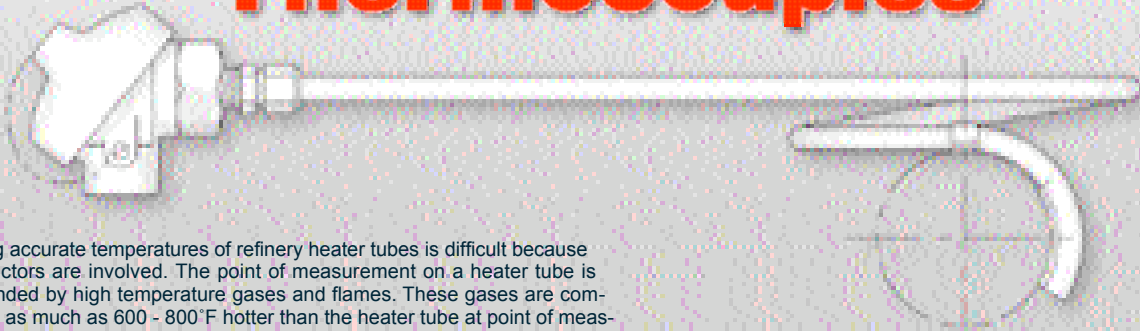 Thermocouples
g accurate temperatures of refinery heater tubes is difficult because
ctors are involved. The point of measurement on a heater tube is
nded by high temperature gases and flames. These gases are com-
as much as 600 - 800°F hotter than the heater tube at point of meas-